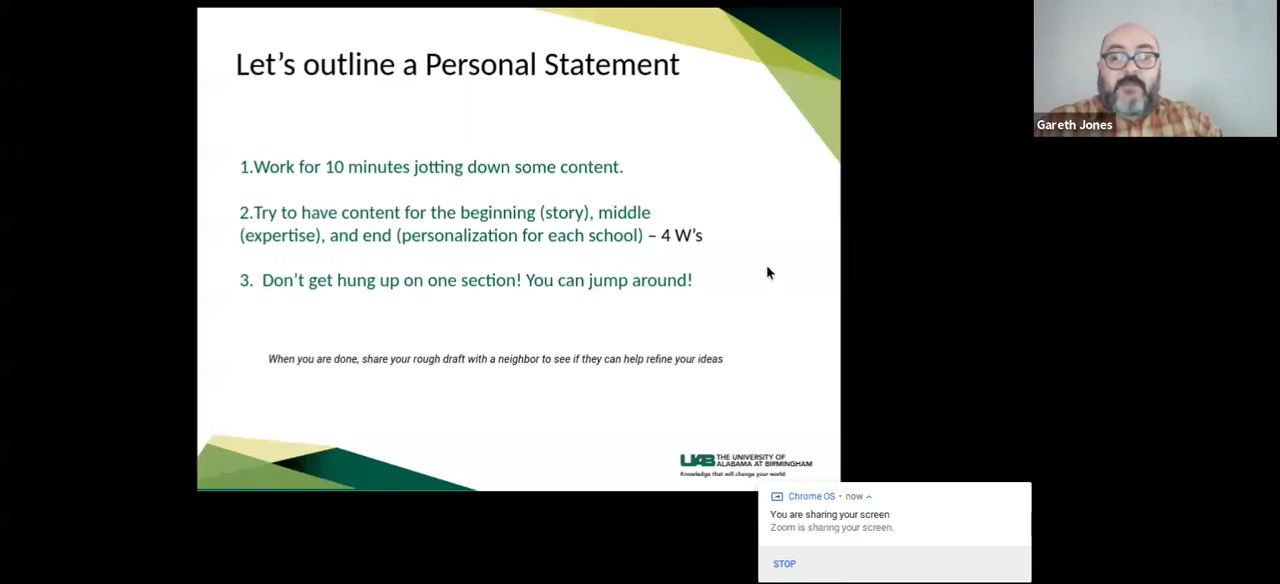 Let's outline a Personal Statement
1.Work for 10 minutes jotting down some content.
2.Try to have content for the beginning (story), middle
(expertise), and end (personalization for each school) – 4 W's
3. Don't get hung up on one section! You can jump around!
When you are done, share your rough draft with a neighbor to see if they can help refine your ideas
UAB THE UNIVERSITY OF
ALABAMA AT BIRMINGHAM
Knowledge that will change your world
Gareth Jones
Chrome OS • now
You are sharing your screen
Zoom is sharing your screen.
STOP